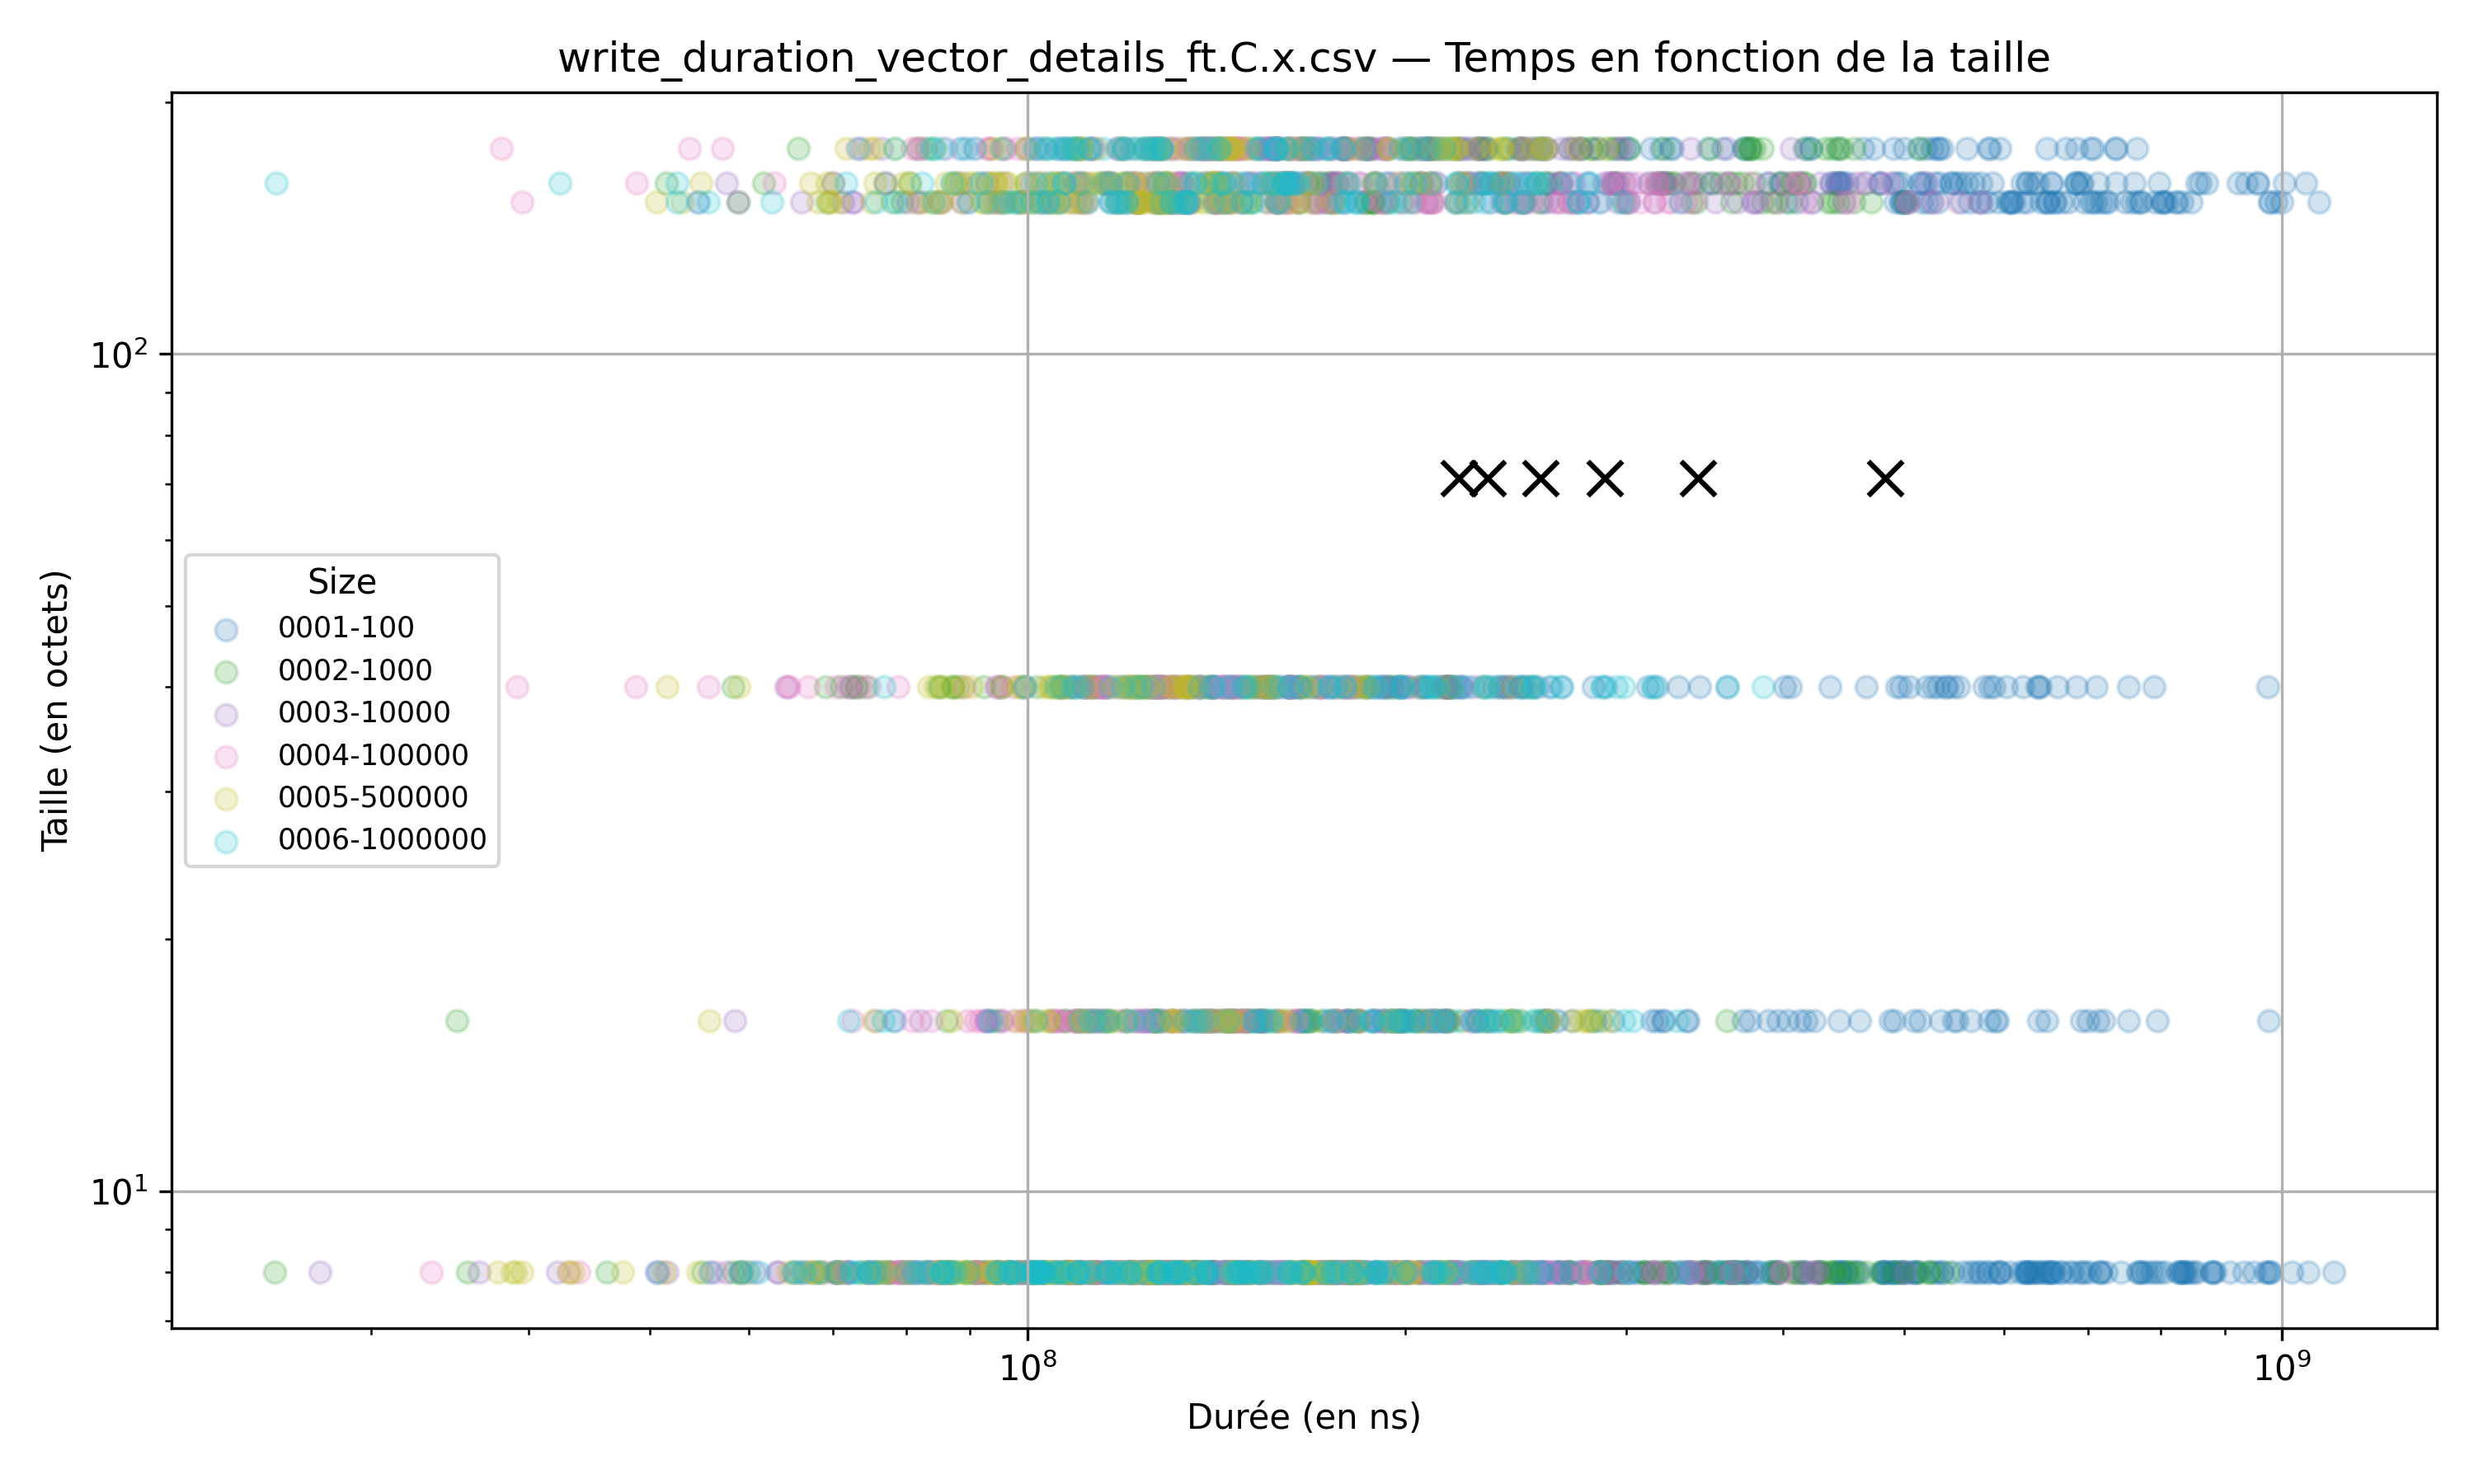 write_duration_vector_details_ft.C.x.csv — Temps en fonction de la taille
Taille (en octets)
10²
10¹
Size
0001-100
0002-1000
0003-10000
0004-100000
0005-500000
0006-1000000
10⁸
10⁹
Durée (en ns)